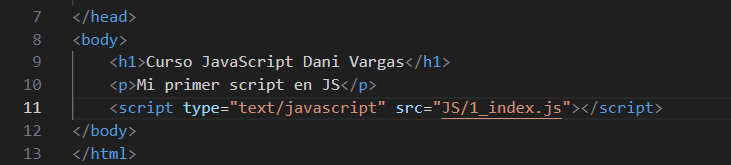 7 </head>
8 <body>
9 <h1>Curso JavaScript Dani Vargas</h1>
10 <p>Mi primer script en JS</p>
11 <script type="text/javascript" src="JS/1_index.js"></script>
12 </body>
13 </html>